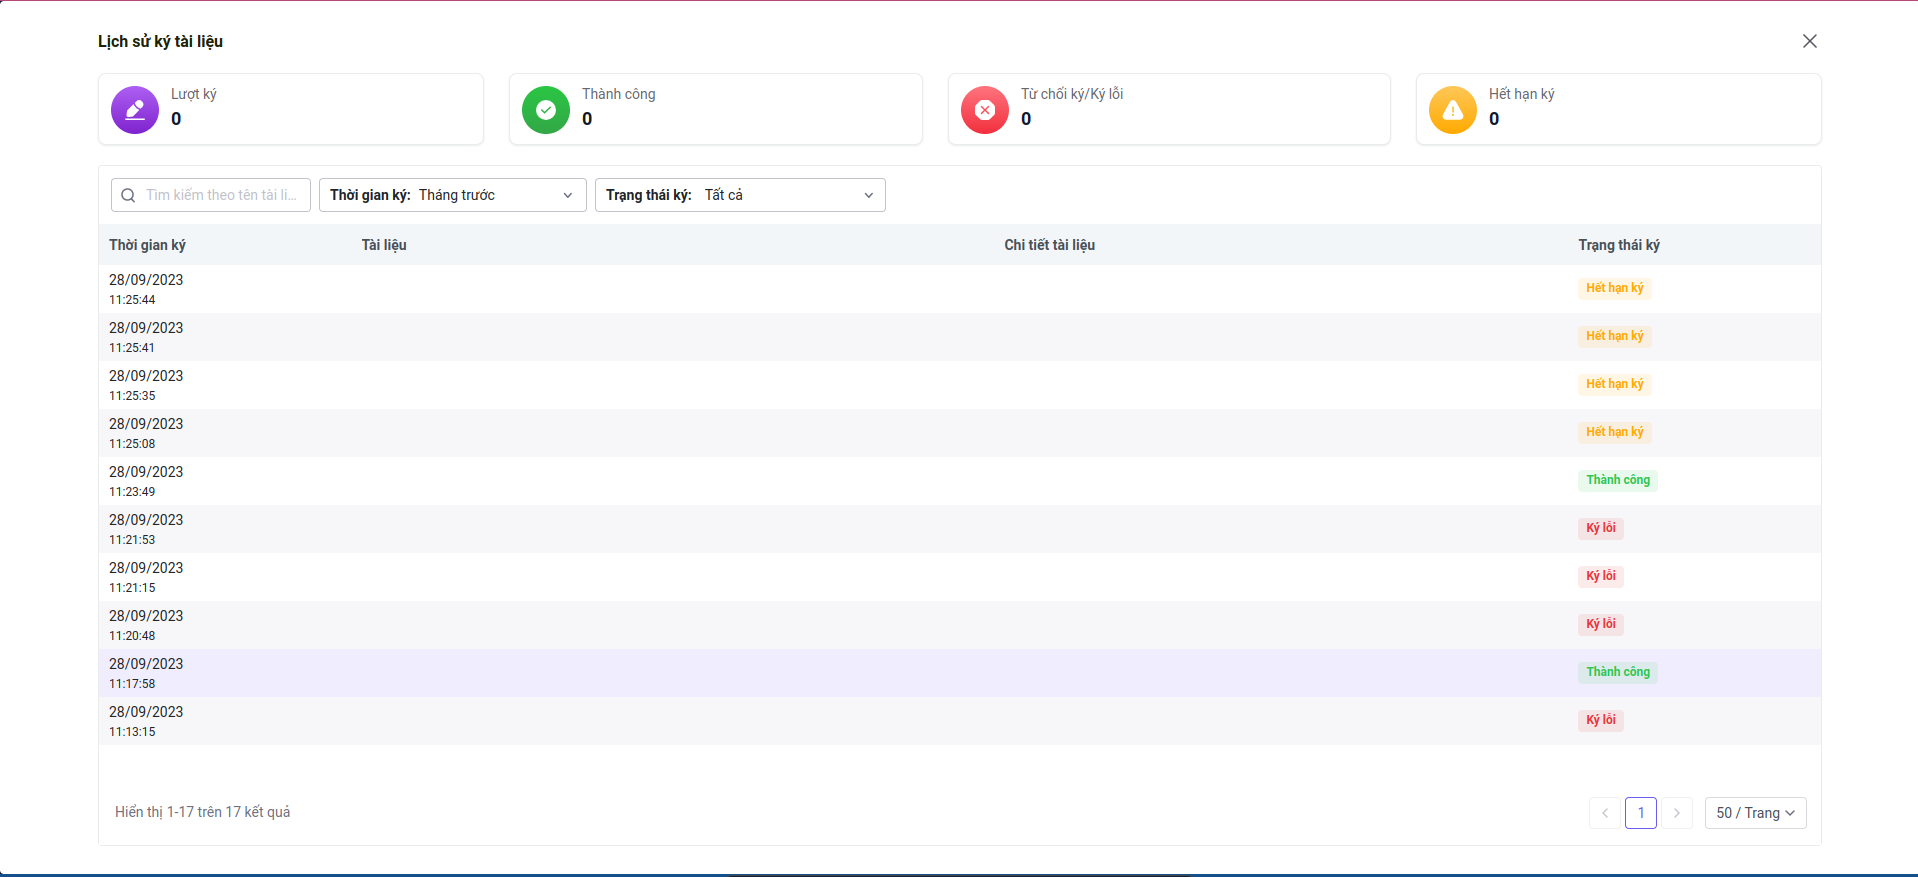 Lịch sử ký tài liệu
Lượt ký
0
Thành công
0
Từ chối ký/Ký lỗi
0
Hết hạn ký
0
Tìm kiếm theo tên tài li...
Thời gian ký: Tháng trước
Trạng thái ký: Tất cả
Thời gian ký Tài liệu Chi tiết tài liệu Trạng thái ký
28/09/2023
11:25:44
Hết hạn ký
28/09/2023
11:25:41
Hết hạn ký
28/09/2023
11:25:35
Hết hạn ký
28/09/2023
11:25:08
Hết hạn ký
28/09/2023
11:23:49
Thành công
28/09/2023
11:21:53
Ký lỗi
28/09/2023
11:21:15
Ký lỗi
28/09/2023
11:20:48
Ký lỗi
28/09/2023
11:17:58
Thành công
28/09/2023
11:13:15
Ký lỗi
Hiển thị 1-17 trên 17 kết quả
1
50 / Trang